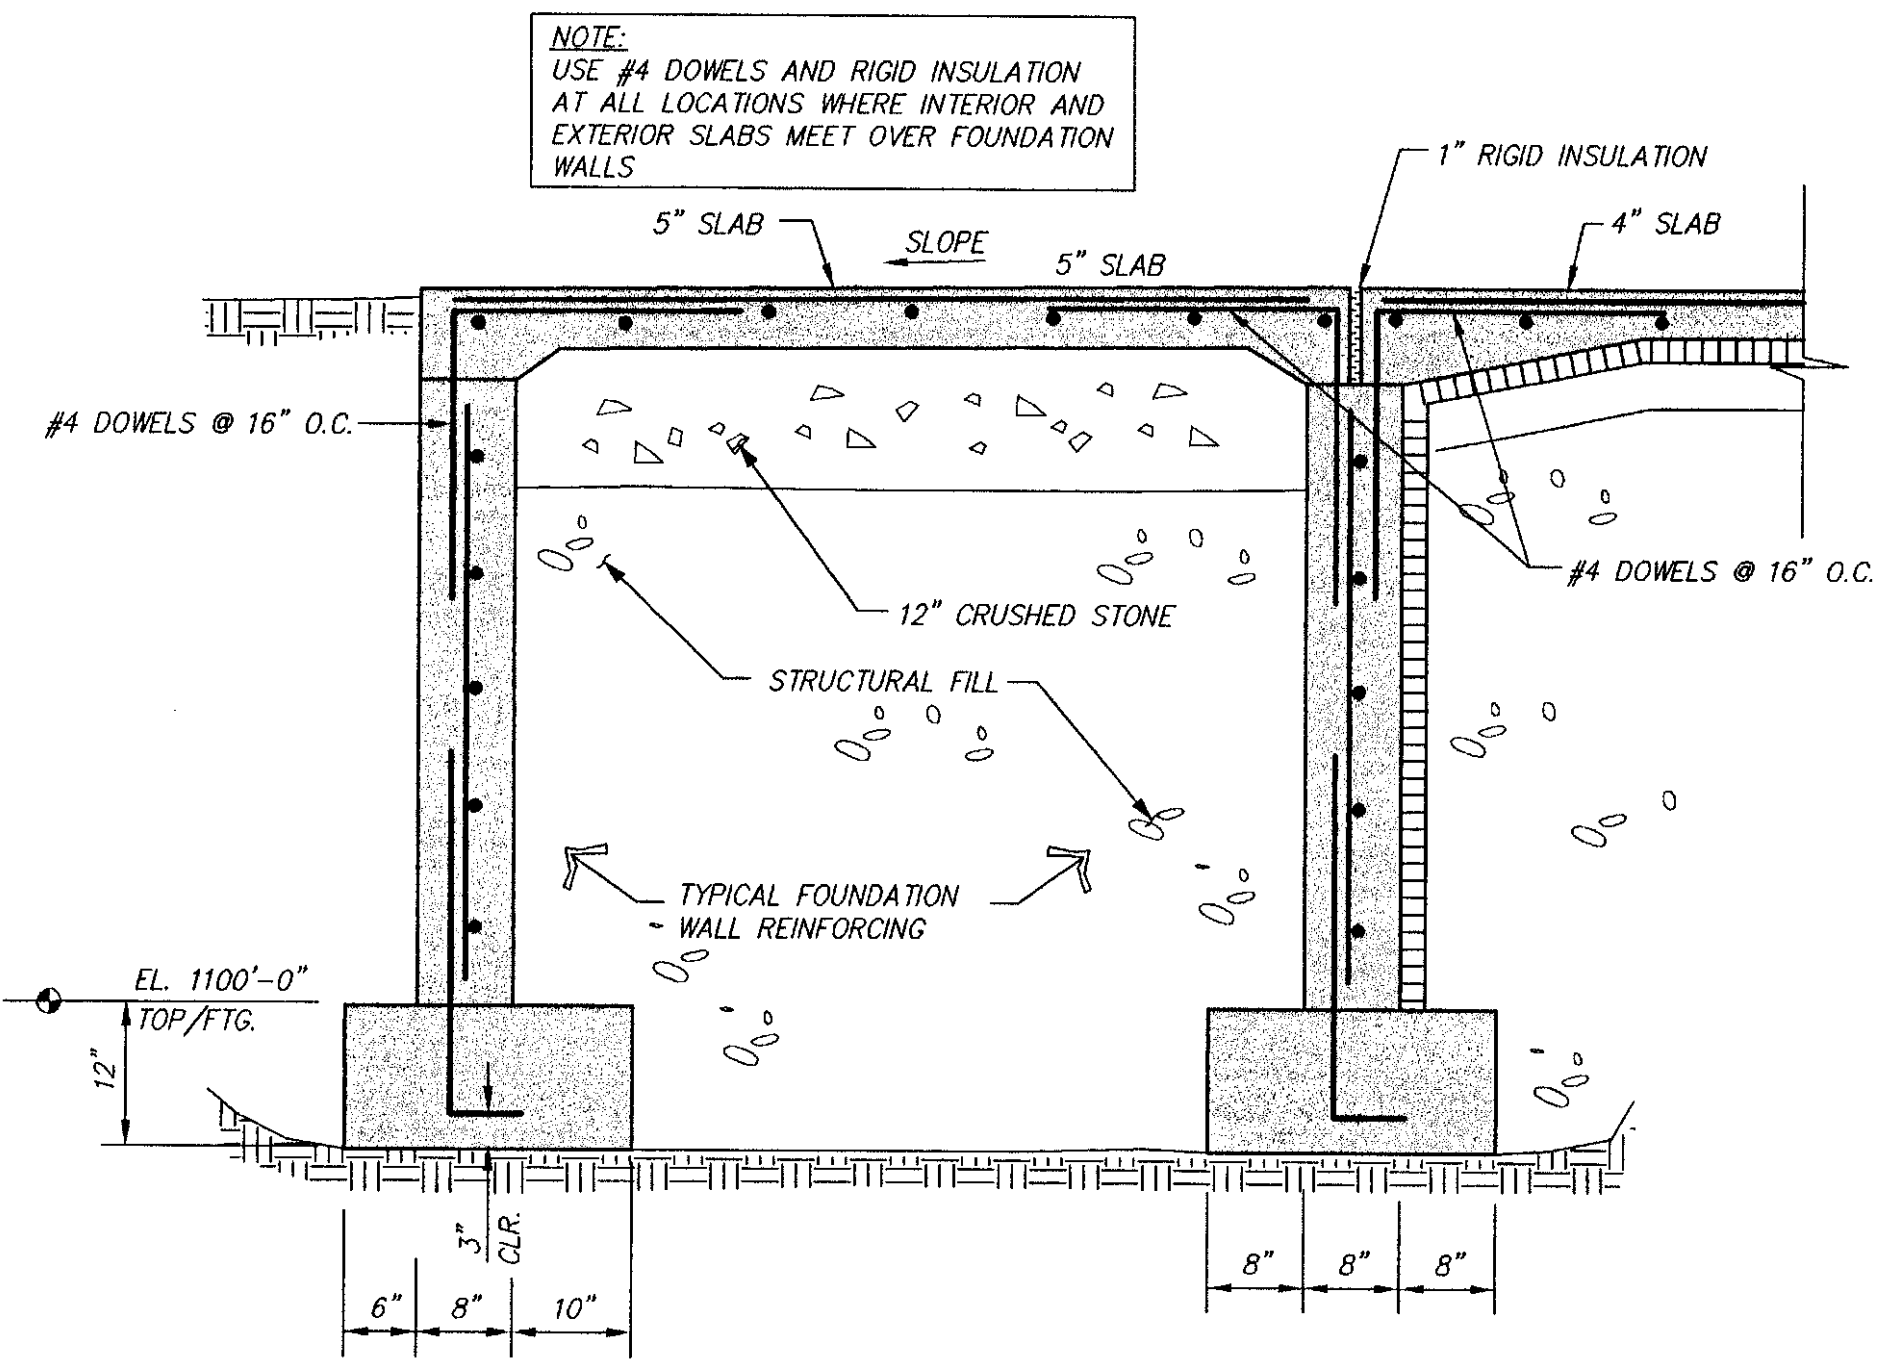 NOTE:
USE #4 DOWELS AND RIGID INSULATION
AT ALL LOCATIONS WHERE INTERIOR AND
EXTERIOR SLABS MEET OVER FOUNDATION
WALLS
1" RIGID INSULATION
5" SLAB
SLOPE
5" SLAB
4" SLAB
#4 DOWELS @ 16" O.C.
#4 DOWELS @ 16" O.C.
12" CRUSHED STONE
STRUCTURAL FILL
TYPICAL FOUNDATION
WALL REINFORCING
EL. 1100'-0"
TOP/FTG.
12"
3"
CLR.
6"
8"
10"
8"
8"
8"